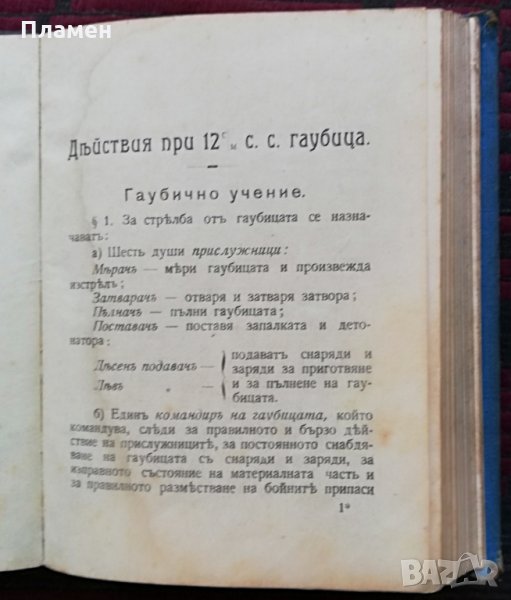 Пламен
Дѣйствия при 12 см с. с. гаубица.
Гаубично учение.
§ 1. За стрѣлба отъ гаубицата се назна-
чаватъ:
а) Шесть души прислужници:
Мѣрачъ — мѣри гаубицата и произвежда
изстрѣлъ;
Затварачъ — отваря и затваря затвора;
Пълначъ — пълни гаубицата;
Поставачъ — поставя запалката и дето-
натора;
Дѣсенъ подавачъ — подаватъ снаряди и
заряди за приготвяне
Лѣвъ „ — и за пълнене на гау-
бицата.
б) Единъ командиръ на гаубицата, който
командува, слѣди за правилното и бързо дѣй-
ствие на прислужницитѣ, за постоянното снабдя-
ване на гаубицата съ снаряди и заряди, за
изправното състояние на материалната часть и
за правилното размѣстване на бойнитѣ припаси
1*
BAZAR